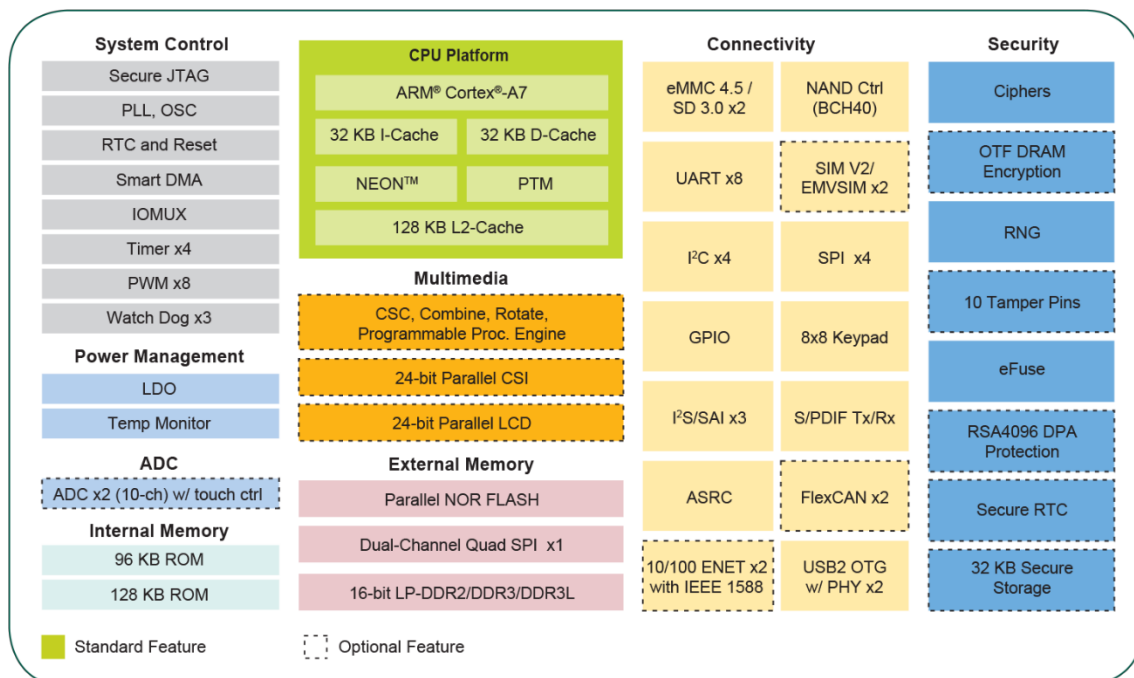 System Control
Secure JTAG
PLL, OSC
RTC and Reset
Smart DMA
IOMUX
Timer x4
PWM x8
Watch Dog x3
Power Management
LDO
Temp Monitor
ADC
ADC x2 (10-ch) w/ touch ctrl
Internal Memory
96 KB ROM
128 KB ROM
CPU Platform
ARM® Cortex®-A7
32 KB I-Cache
32 KB D-Cache
NEON™
PTM
128 KB L2-Cache
Multimedia
CSC, Combine, Rotate,
Programmable Proc. Engine
24-bit Parallel CSI
24-bit Parallel LCD
External Memory
Parallel NOR FLASH
Dual-Channel Quad SPI x1
16-bit LP-DDR2/DDR3/DDR3L
Connectivity
eMMC 4.5 /
SD 3.0 x2
NAND Ctrl
(BCH40)
UART x8
SIM V2/
EMVSIM x2
I²C x4
SPI x4
GPIO
8x8 Keypad
I²S/SAI x3
S/PDIF Tx/Rx
ASRC
FlexCAN x2
10/100 ENET x2
with IEEE 1588
USB2 OTG
w/ PHY x2
Security
Ciphers
OTF DRAM
Encryption
RNG
10 Tamper Pins
eFuse
RSA4096 DPA
Protection
Secure RTC
32 KB Secure
Storage
Standard Feature
Optional Feature